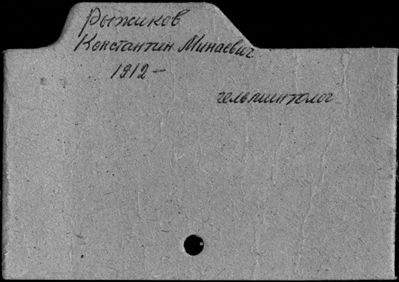 Рыжиков
Константин Минаевич
1912 –
гельминтолог